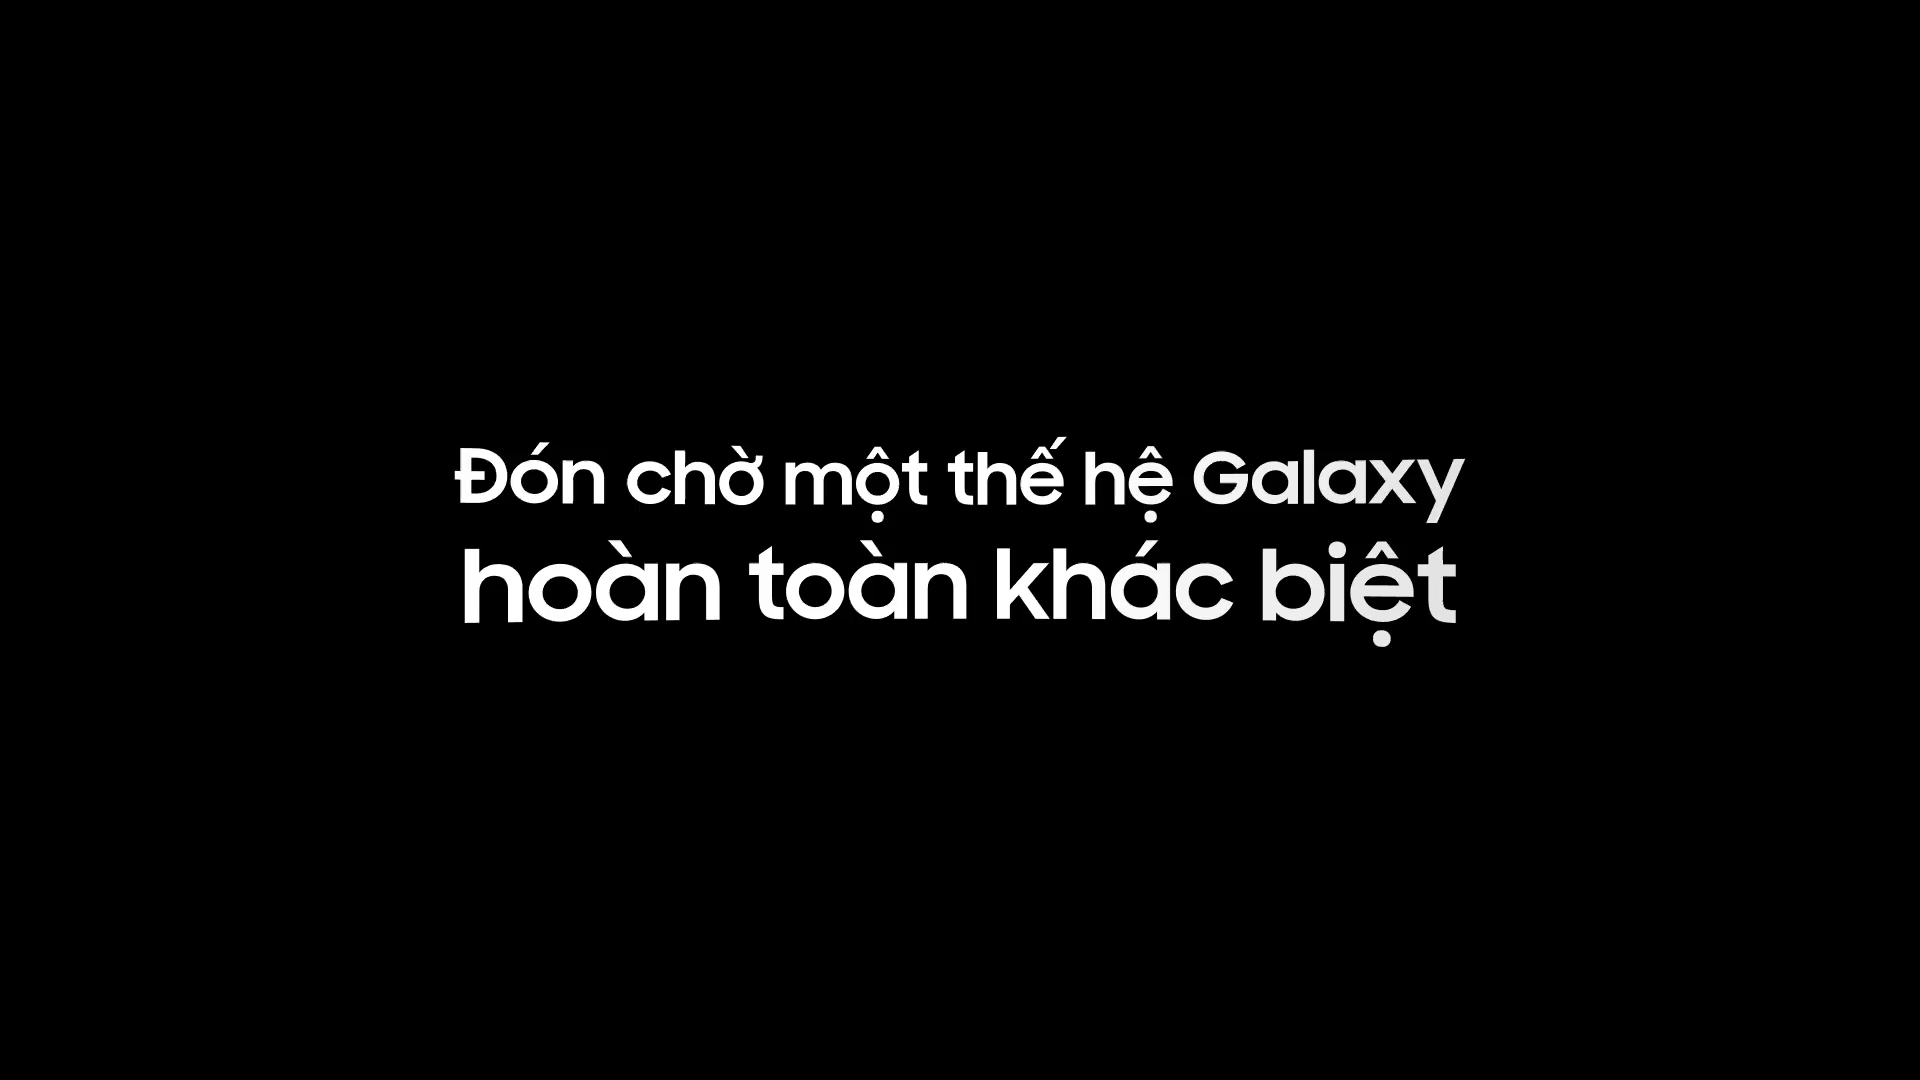 Đón chờ một thế hệ Galaxy
hoàn toàn khác biệt